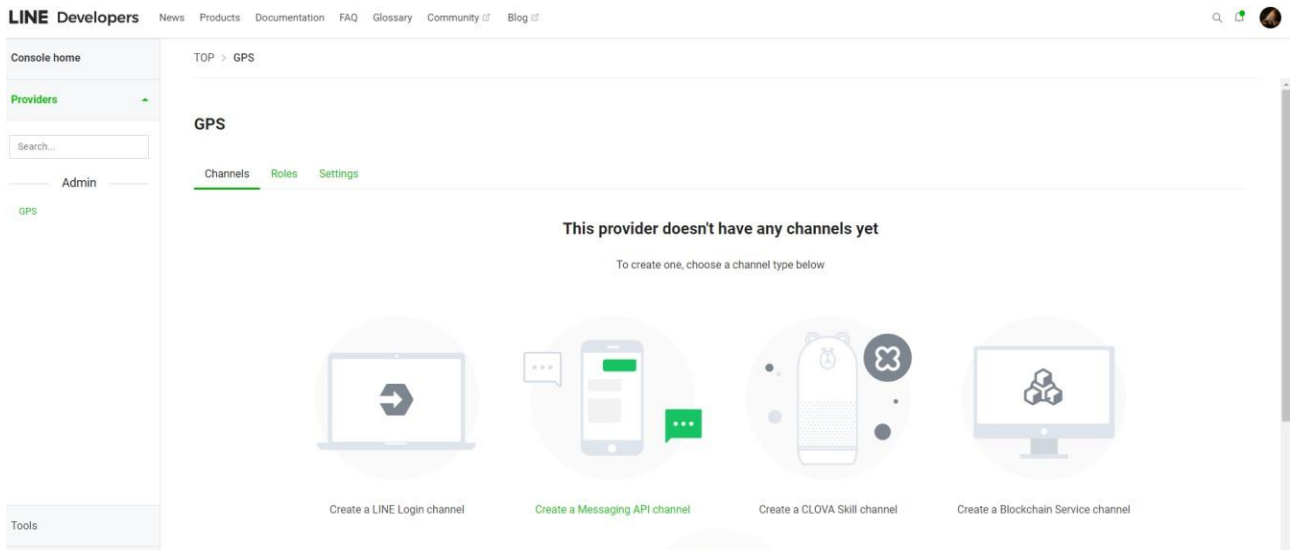 LINE Developers News Products Documentation FAQ Glossary Community Blog
Console home
TOP > GPS
Providers
GPS
Search...
Channels Roles Settings
Admin
GPS
This provider doesn't have any channels yet
To create one, choose a channel type below
Create a LINE Login channel
Create a Messaging API channel
Create a CLOVA Skill channel
Create a Blockchain Service channel
Tools